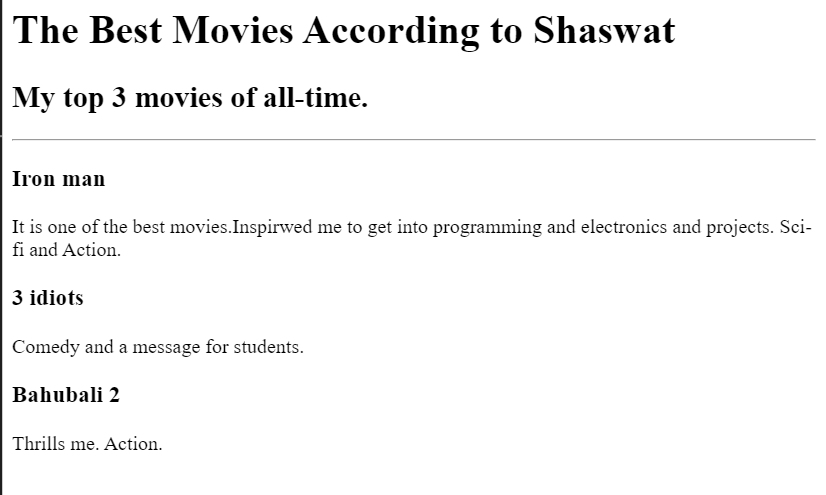 The Best Movies According to Shaswat
My top 3 movies of all-time.
Iron man
It is one of the best movies.Inspirwed me to get into programming and electronics and projects. Sci-
fi and Action.
3 idiots
Comedy and a message for students.
Bahubali 2
Thrills me. Action.